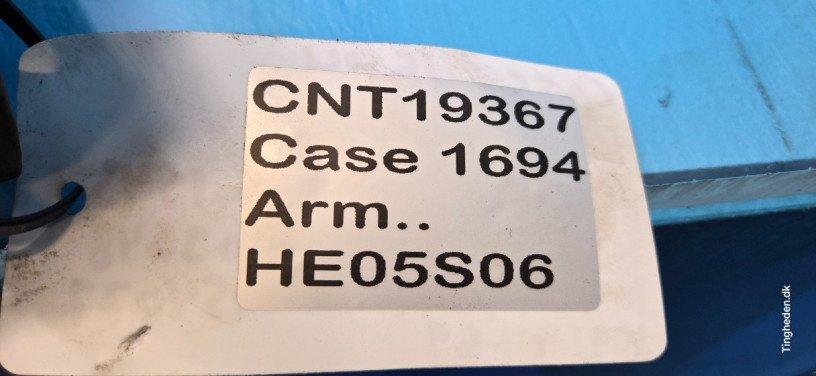 CNT19367
Case 1694
Arm..
HE05S06
Tingheden.dk